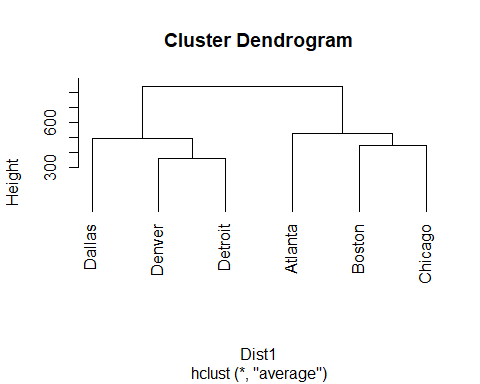 Cluster Dendrogram
Height
600
300
Dallas
Denver
Detroit
Atlanta
Boston
Chicago
Dist1
hclust (*, "average")